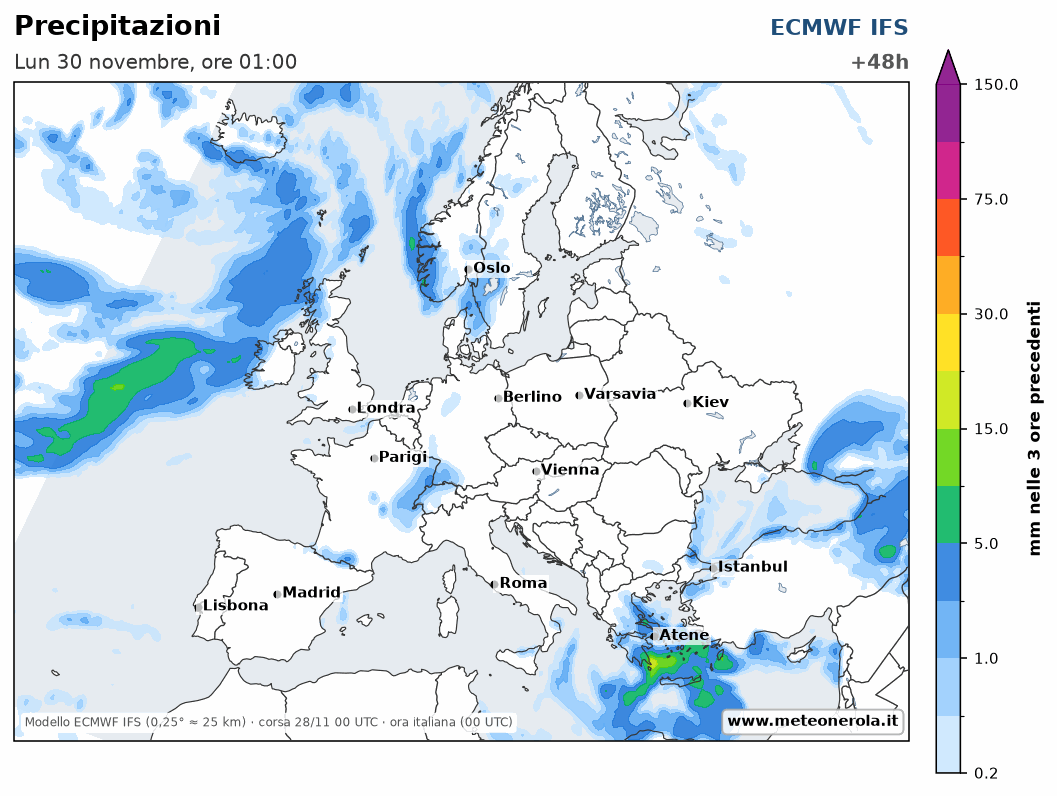 Precipitazioni
ECMWF IFS
Lun 30 novembre, ore 01:00
+48h
150.0
75.0
30.0
15.0
5.0
1.0
0.2
mm nelle 3 ore precedenti
Oslo
Berlino
Varsavia
Kiev
Londra
Parigi
Vienna
Istanbul
Roma
Madrid
Lisbona
Atene
Modello ECMWF IFS (0,25° ≈ 25 km) · corsa 28/11 00 UTC · ora italiana (00 UTC)
www.meteonerola.it